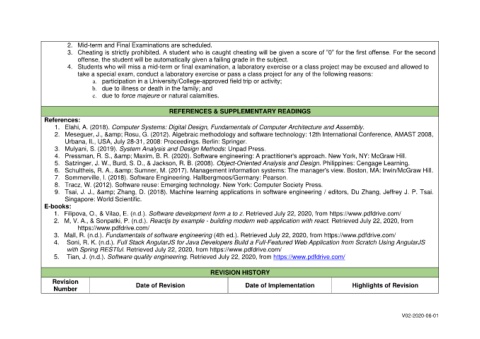 2. Mid-term and Final Examinations are scheduled.
3. Cheating is strictly prohibited. A student who is caught cheating will be given a score of "0" for the first offense. For the second
offense, the student will be automatically given a failing grade in the subject.
4. Students who will miss a mid-term or final examination, a laboratory exercise or a class project may be excused and allowed to
take a special exam, conduct a laboratory exercise or pass a class project for any of the following reasons:
a. participation in a University/College-approved field trip or activity;
b. due to illness or death in the family; and
c. due to force majeure or natural calamities.
REFERENCES & SUPPLEMENTARY READINGS
References:
1. Elahi, A. (2018). Computer Systems: Digital Design, Fundamentals of Computer Architecture and Assembly.
2. Meseguer, J., &amp; Rosu, G. (2012). Algebraic methodology and software technology: 12th International Conference, AMAST 2008,
Urbana, IL, USA, July 28-31, 2008: Proceedings. Berlin: Springer.
3. Mulyani, S. (2019). System Analysis and Design Methods: Unpad Press.
4. Pressman, R. S., &amp; Maxim, B. R. (2020). Software engineering: A practitioner's approach. New York, NY: McGraw Hill.
5. Satzinger, J. W., Burd, S. D., & Jackson, R. B. (2008). Object-Oriented Analysis and Design. Philippines: Cengage Learning.
6. Schultheis, R. A., &amp; Sumner, M. (2017). Management information systems: The manager's view. Boston, MA: Irwin/McGraw Hill.
7. Sommerville, I. (2018). Software Engineering. Hallbergmoos/Germany: Pearson.
8. Tracz, W. (2012). Software reuse: Emerging technology. New York: Computer Society Press.
9. Tsai, J. J., &amp; Zhang, D. (2018). Machine learning applications in software engineering / editors, Du Zhang, Jeffrey J. P. Tsai.
Singapore: World Scientific.
E-books:
1. Filipova, O., & Vilao, E. (n.d.). Software development form a to z. Retrieved July 22, 2020, from https://www.pdfdrive.com/
2. M, V. A., & Sonpatki, P. (n.d.). Reactjs by example - building modern web application with react. Retrieved July 22, 2020, from
https://www.pdfdrive.com/
3. Mall, R. (n.d.). Fundamentals of software engineering (4th ed.). Retrieved July 22, 2020, from https://www.pdfdrive.com/
4. Soni, R. K. (n.d.). Full Stack AngularJS for Java Developers Build a Full-Featured Web Application from Scratch Using AngularJS
with Spring RESTful. Retrieved July 22, 2020, from https://www.pdfdrive.com/
5. Tian, J. (n.d.). Software quality engineering. Retrieved July 22, 2020, from https://www.pdfdrive.com/
REVISION HISTORY
Revision Number Date of Revision Date of Implementation Highlights of Revision
V02-2020-06-01